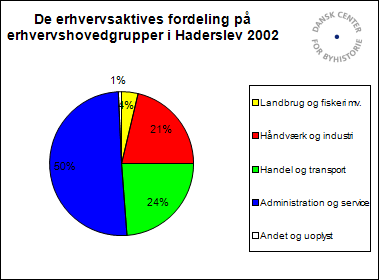 De erhvervsaktives fordeling på
erhvervshovedgrupper i Haderslev 2002
DANSK CENTER
FOR BYHISTORIE
1%
4%
21%
24%
50%
Landbrug og fiskeri mv.
Håndværk og industri
Handel og transport
Administration og service
Andet og uoplyst